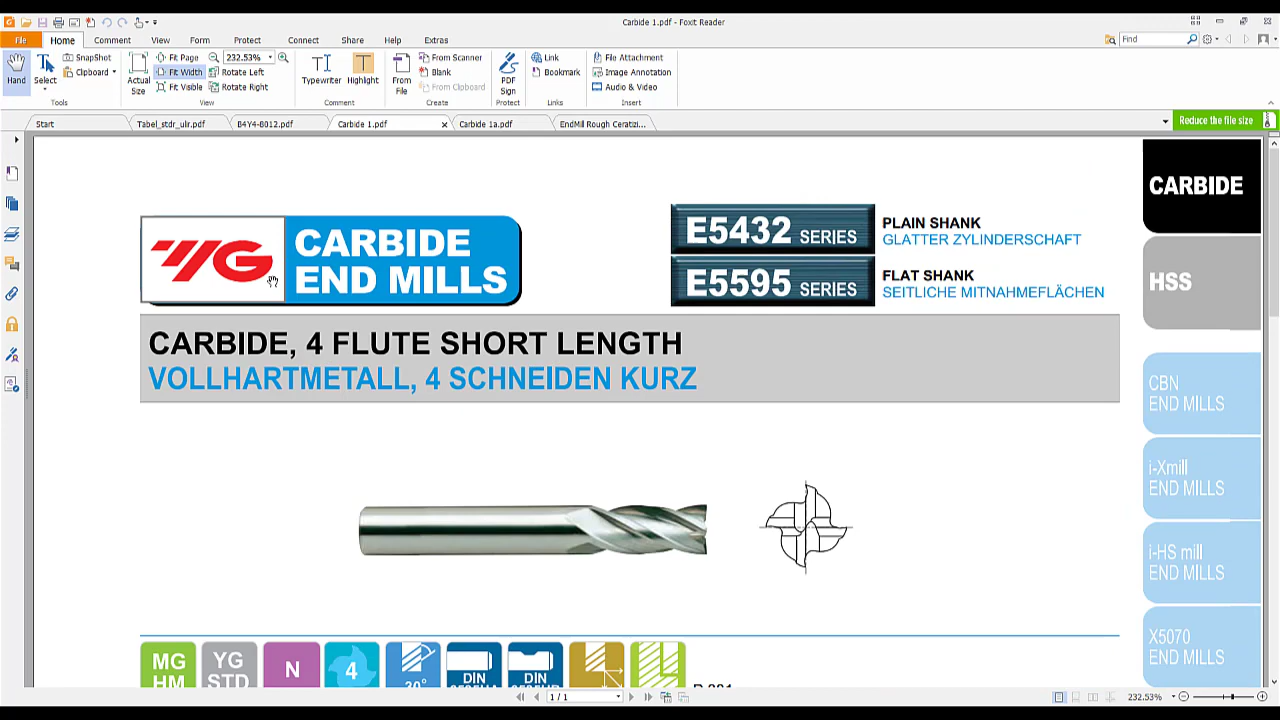 Carbide 1.pdf - Foxit Reader
File Home Comment View Form Protect Connect Share Help Extras
Find
Hand
Select
SnapShot
Clipboard
Tools
Actual Size
Fit Page
Fit Width
Fit Visible
232.53%
Rotate Left
Rotate Right
View
Typewriter
Highlight
Comment
From File
From Scanner
Blank
From Clipboard
Create
PDF Sign
Protect
Link
Bookmark
Links
File Attachment
Image Annotation
Audio & Video
Insert
Start
Tabel_stdr_ulir.pdf
B4Y4-8012.pdf
Carbide 1.pdf
Carbide 1a.pdf
EndMill Rough Ceratizi...
Reduce the file size
YG
CARBIDE
END MILLS
E5432 SERIES
PLAIN SHANK
GLATTER ZYLINDERSCHAFT
E5595 SERIES
FLAT SHANK
SEITLICHE MITNAHMEFLÄCHEN
CARBIDE, 4 FLUTE SHORT LENGTH
VOLLHARTMETALL, 4 SCHNEIDEN KURZ
CARBIDE
HSS
CBN
END MILLS
i-Xmill
END MILLS
i-HS mill
END MILLS
X5070
END MILLS
MG
HM
YG
STD
N
4
DIN
DIN
1 / 1
232.53%